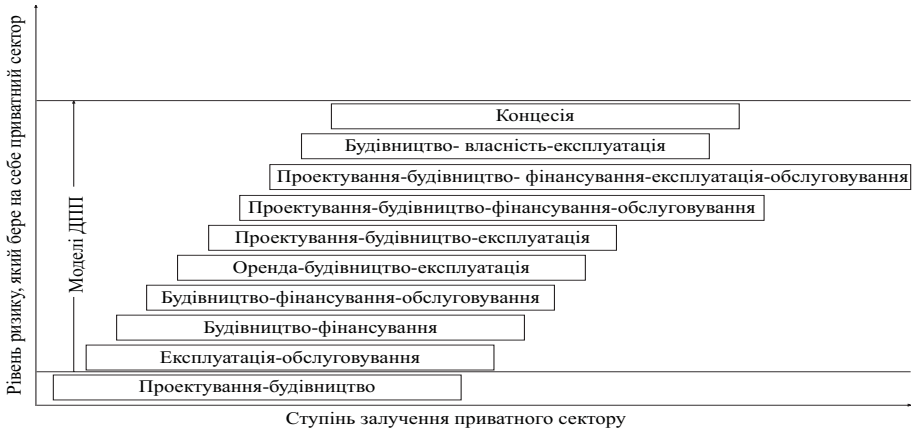 Рівень ризику, який бере на себе приватний сектор
Моделі ДПП
Концесія
Будівництво- власність-експлуатація
Проектування-будівництво- фінансування-експлуатація-обслуговування
Проектування-будівництво-фінансування-обслуговування
Проектування-будівництво-експлуатація
Оренда-будівництво-експлуатація
Будівництво-фінансування-обслуговування
Будівництво-фінансування
Експлуатація-обслуговування
Проектування-будівництво
Ступінь залучення приватного сектору